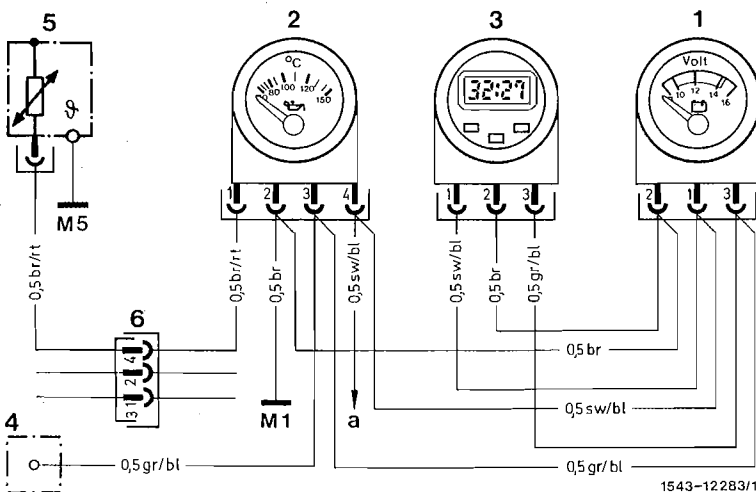 5
2
3
1
°C
80 100 120 150
32:27
Volt
10 12 14 16
ϑ
1 2 3 4
1 2 3
2 1 3
M5
0,5 br/rt
0,5 br/rt
0,5 br
0,5 sw/bl
0,5 sw/bl
0,5 br
0,5 gr/bl
6
4
2
3 1
0,5 br
M1
a
0,5 sw/bl
4
0,5 gr/bl
0,5 gr/bl
1543-12283/1